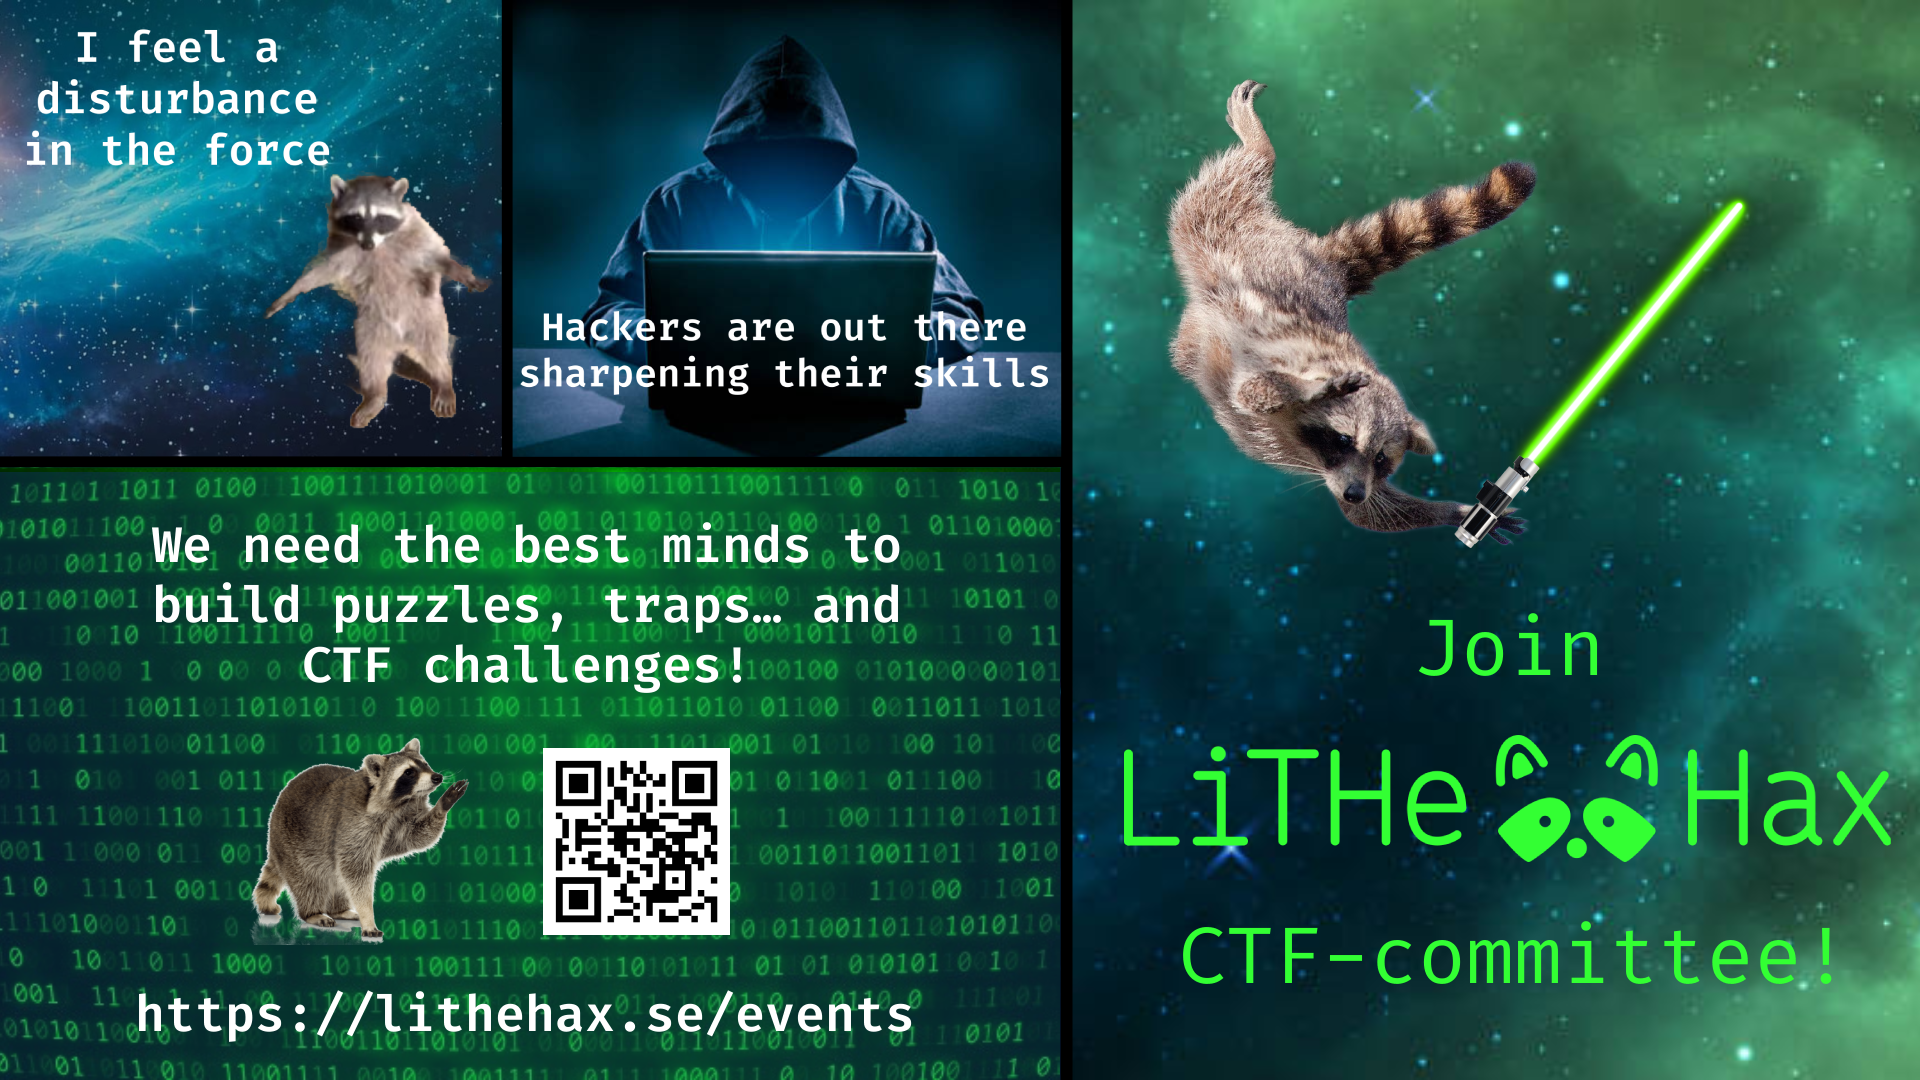 I feel a
disturbance
in the force
Hackers are out there
sharpening their skills
We need the best minds to
build puzzles, traps… and
CTF challenges!
https://lithehax.se/events
Join
LiTHe Hax
CTF-committee!